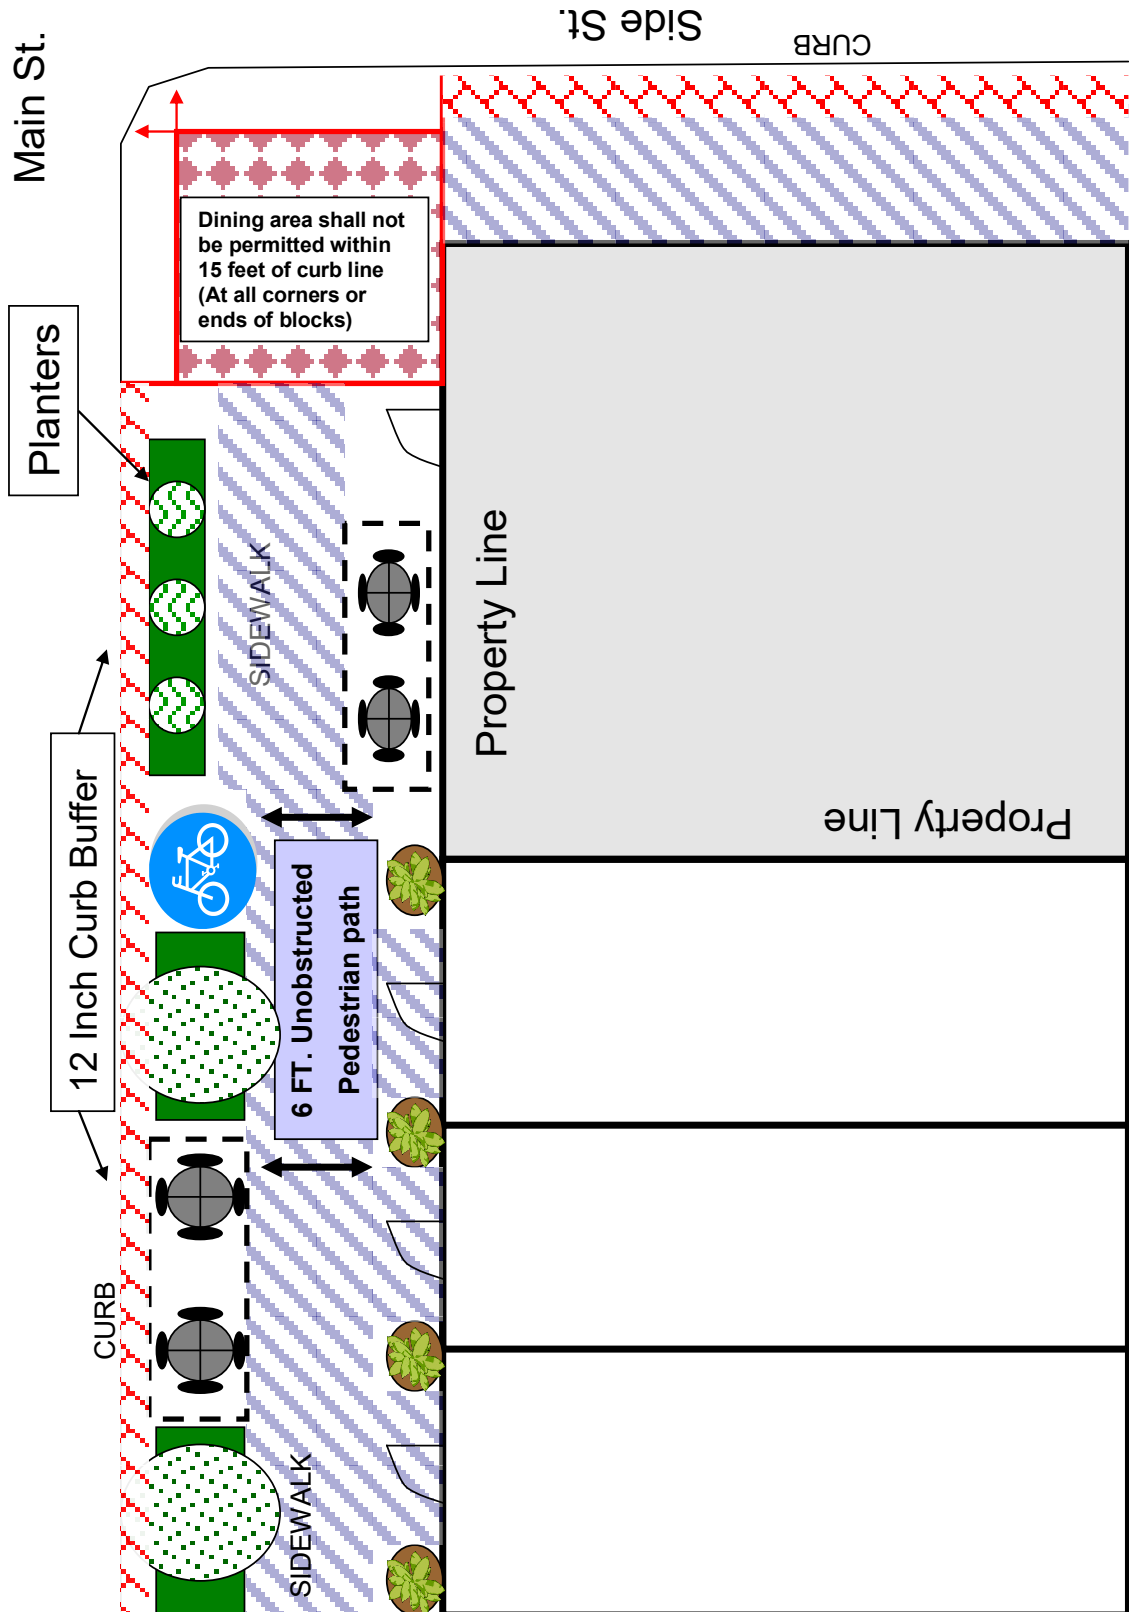 Main St.
Side St.
CURB
Dining area shall not
be permitted within
15 feet of curb line
(At all corners or
ends of blocks)
Planters
SIDEWALK
Property Line
Property Line
12 Inch Curb Buffer
6 FT. Unobstructed
Pedestrian path
CURB
SIDEWALK